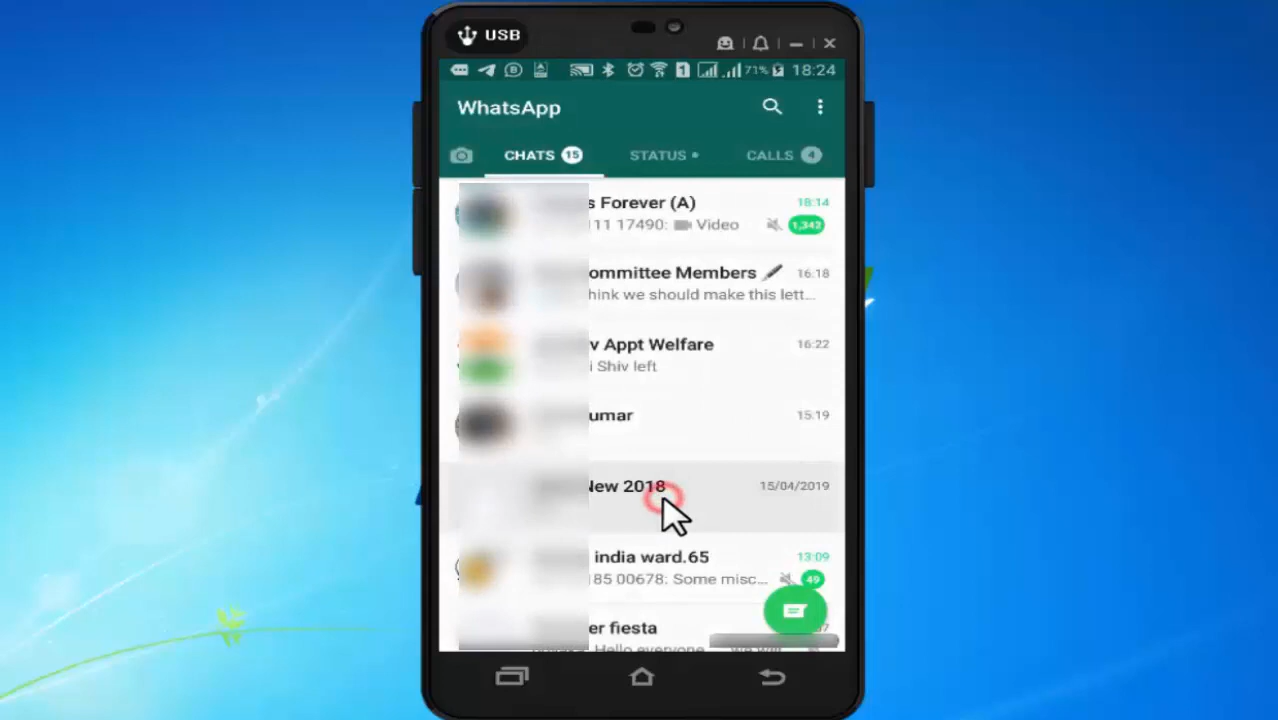 USB
71% 18:24
WhatsApp
CHATS 15 STATUS CALLS 4
s Forever (A) 18:14
111 17490: Video 1,342
ommittee Members 16:18
hink we should make this lett...
v Appt Welfare 16:22
i Shiv left
umar 15:19
New 2018 15/04/2019
india ward.65 13:09
185 00678: Some misc... 49
er fiesta
Hello everyone